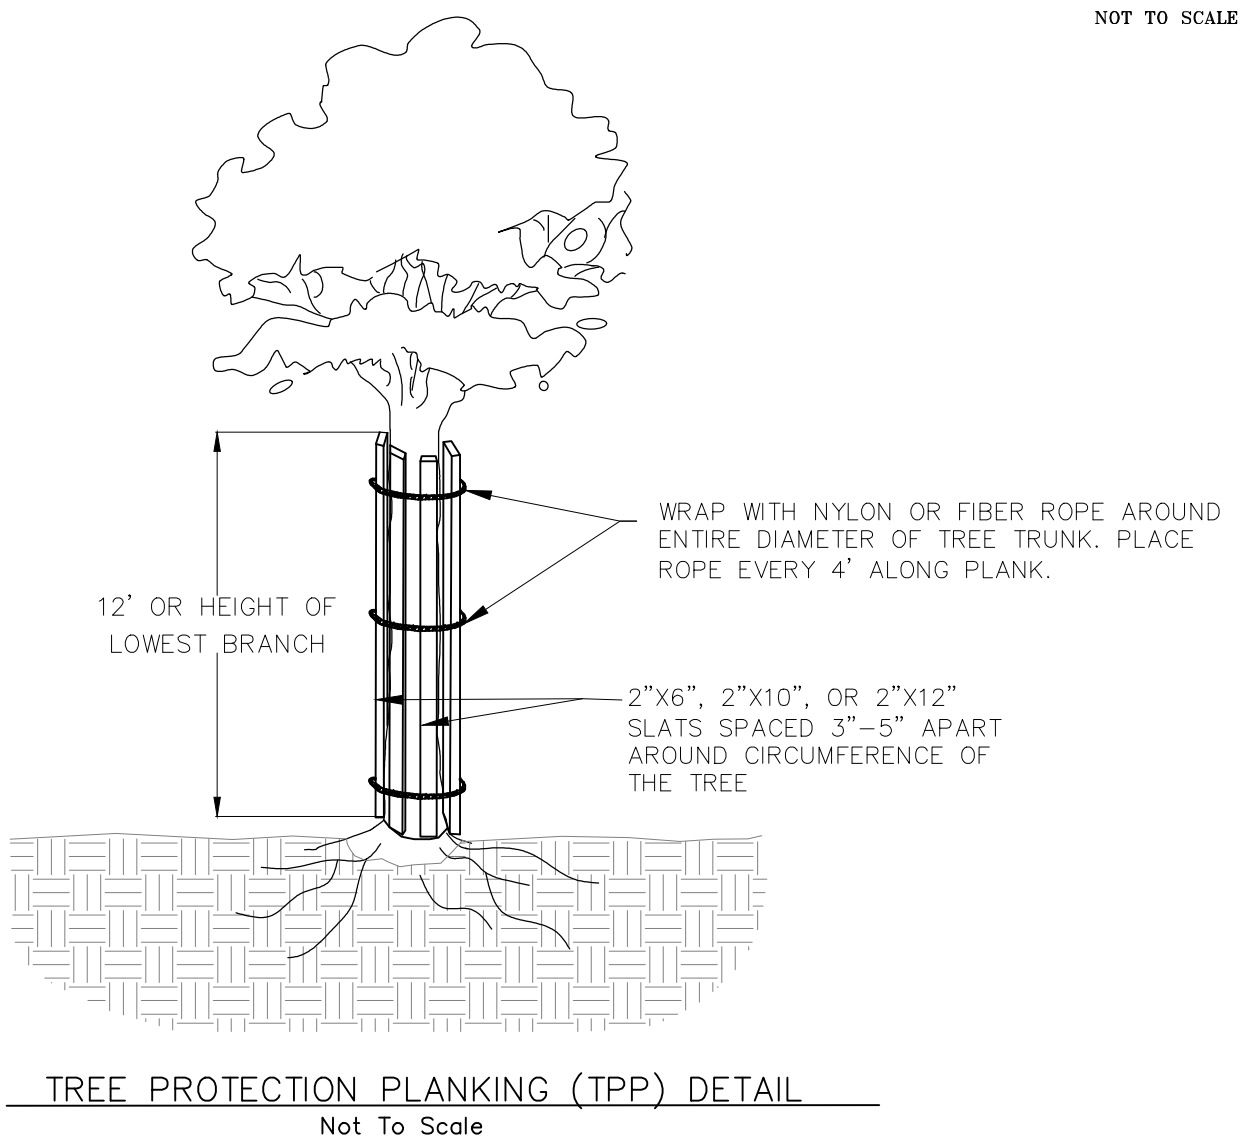 NOT TO SCALE
WRAP WITH NYLON OR FIBER ROPE AROUND
ENTIRE DIAMETER OF TREE TRUNK. PLACE
ROPE EVERY 4' ALONG PLANK.
12' OR HEIGHT OF
LOWEST BRANCH
2"X6", 2"X10", OR 2"X12"
SLATS SPACED 3"-5" APART
AROUND CIRCUMFERENCE OF
THE TREE
TREE PROTECTION PLANKING (TPP) DETAIL
Not To Scale